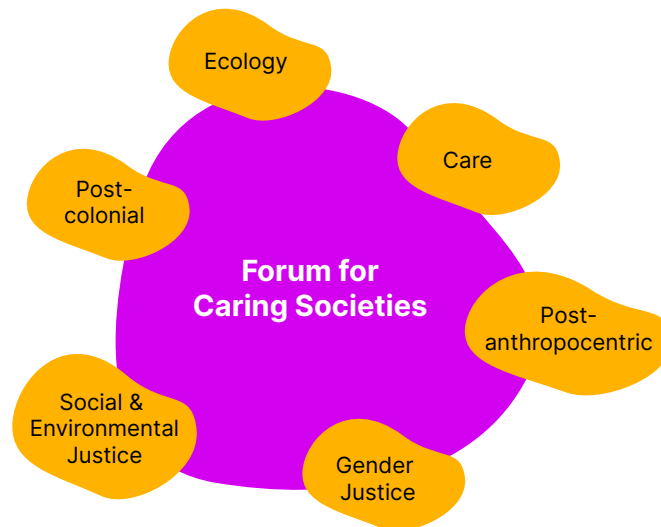 Ecology
Care
Post-
colonial
Forum for
Caring Societies
Post-
anthropocentric
Social &
Environmental
Justice
Gender
Justice